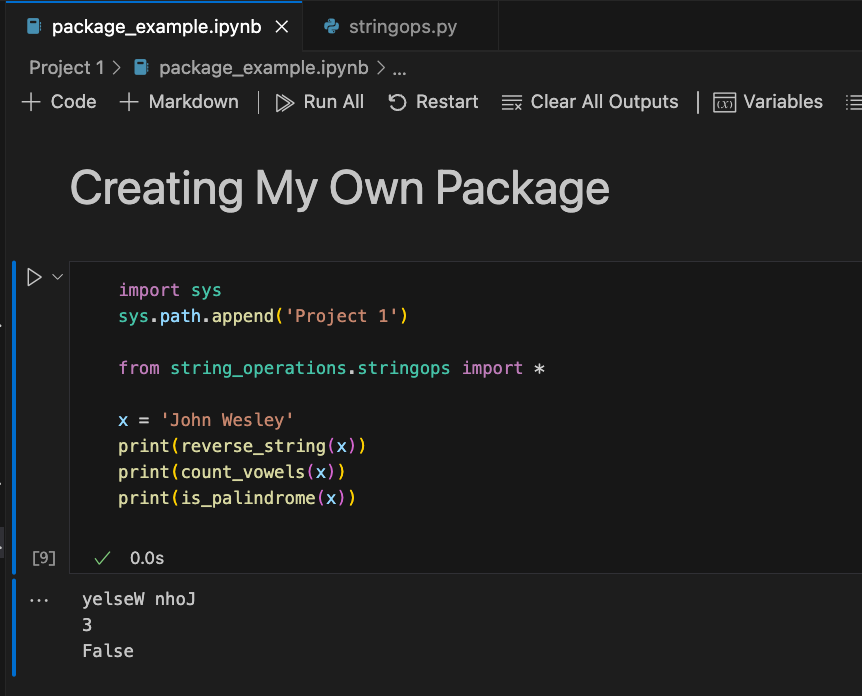 package_example.ipynb
stringops.py
Project 1 > package_example.ipynb > ...
+ Code + Markdown | Run All Restart Clear All Outputs | (x) Variables
Creating My Own Package
import sys
sys.path.append('Project 1')
from string_operations.stringops import *
x = 'John Wesley'
print(reverse_string(x))
print(count_vowels(x))
print(is_palindrome(x))
[9] ✓ 0.0s
... yelseW nhoJ
3
False